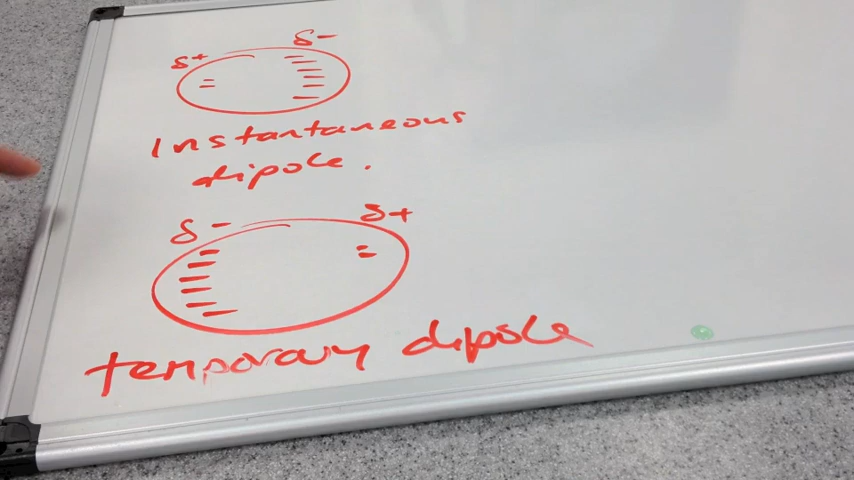 δ+ δ-
Instantaneous
dipole.
δ- δ+
temporary dipole